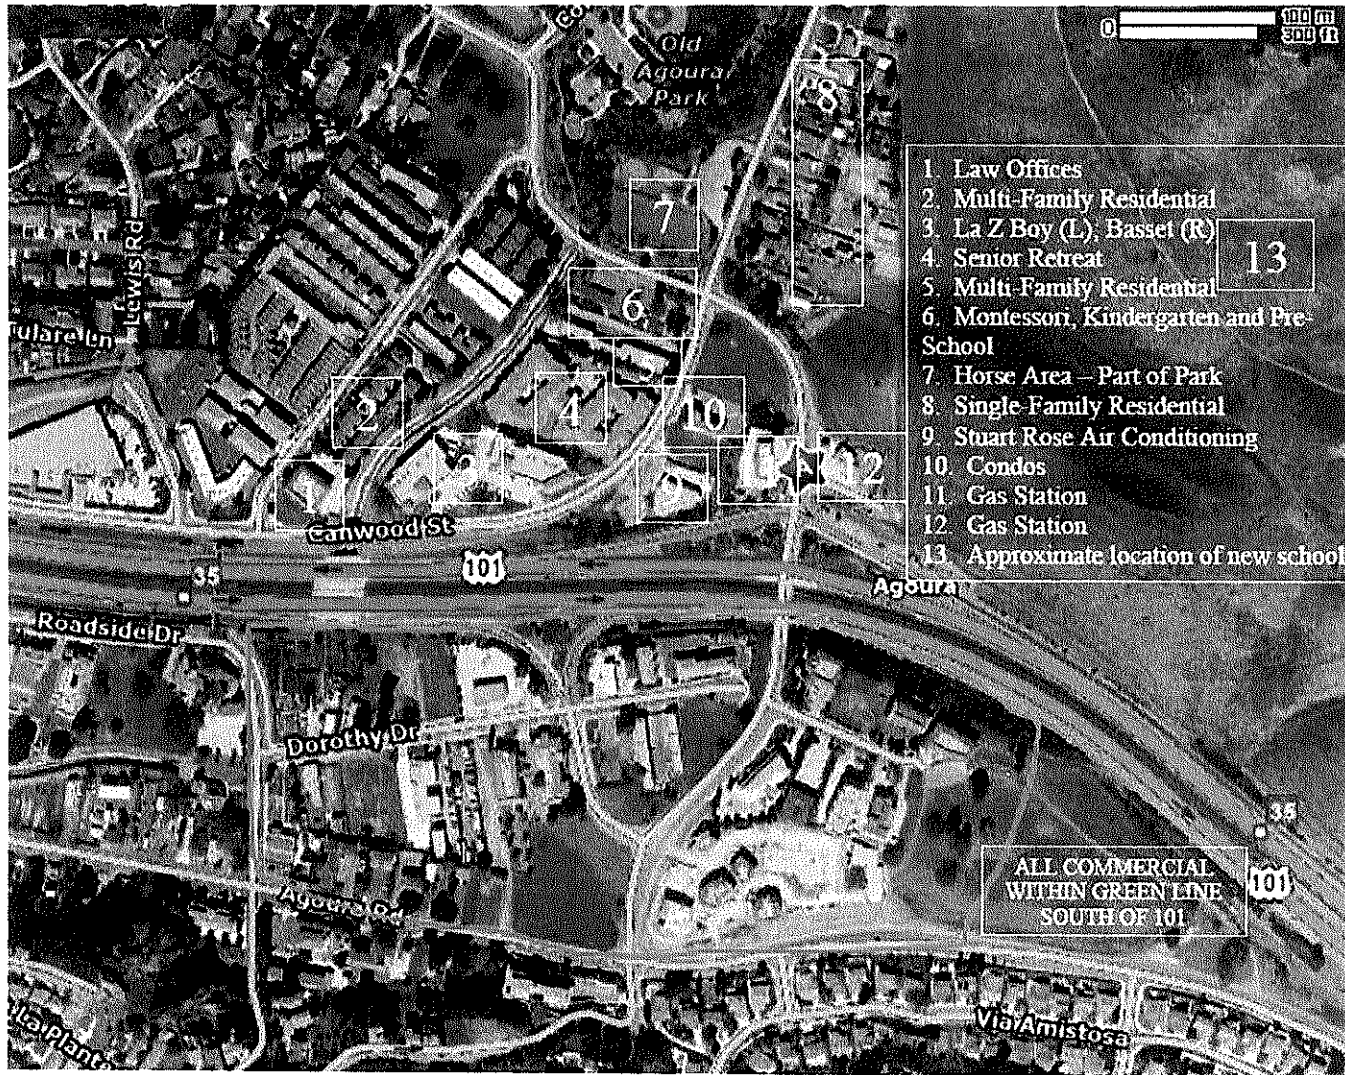 0
100 m
300 ft
Old
Agoura
Park
8
1. Law Offices
2. Multi-Family Residential
3. La Z Boy (L), Basset (R)
4. Senior Retreat
5. Multi-Family Residential
6. Montessori, Kindergarten and Pre-
School
7. Horse Area – Part of Park
8. Single-Family Residential
9. Stuart Rose Air Conditioning
10. Condos
11. Gas Station
12. Gas Station
13. Approximate location of new school
13
7
Lewis Rd
6
ulare Ln
2
4
10
1
3
9
11
A
12
Canwood St
101
35
Agoura
Roadside Dr
Dorothy Dr
35
101
ALL COMMERCIAL
WITHIN GREEN LINE
SOUTH OF 101
Agoura Rd
Via Amistosa
La Plante